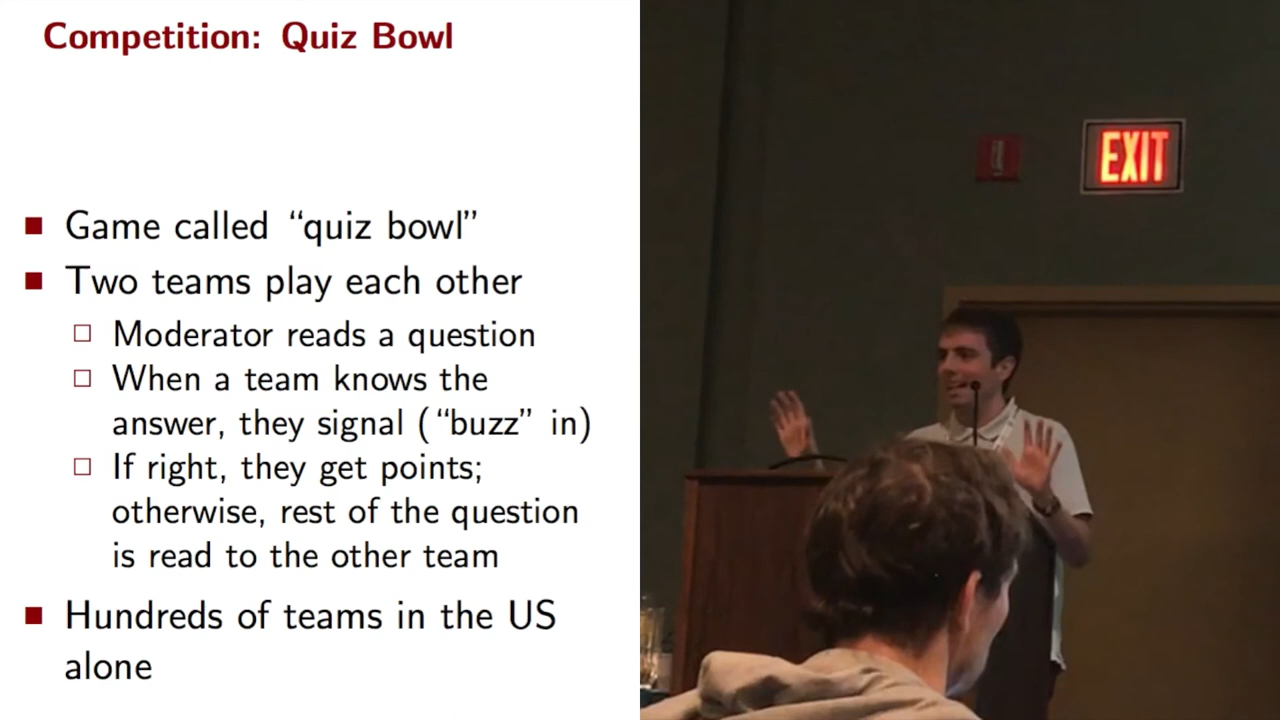 Competition: Quiz Bowl
Game called “quiz bowl”
Two teams play each other
Moderator reads a question
When a team knows the
answer, they signal (“buzz” in)
If right, they get points;
otherwise, rest of the question
is read to the other team
Hundreds of teams in the US
alone
EXIT